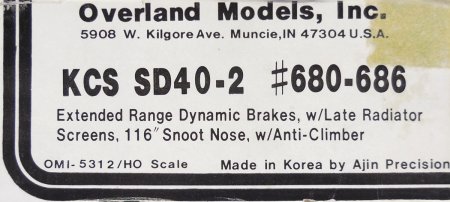 Overland Models, Inc.
5908 W. Kilgore Ave. Muncie, IN 47304 U.S.A.
KCS SD40-2 #680-686
Extended Range Dynamic Brakes, w/Late Radiator
Screens, 116″ Snoot Nose, w/Anti-Climber
OMI-5312/HO Scale Made in Korea by Ajin Precision